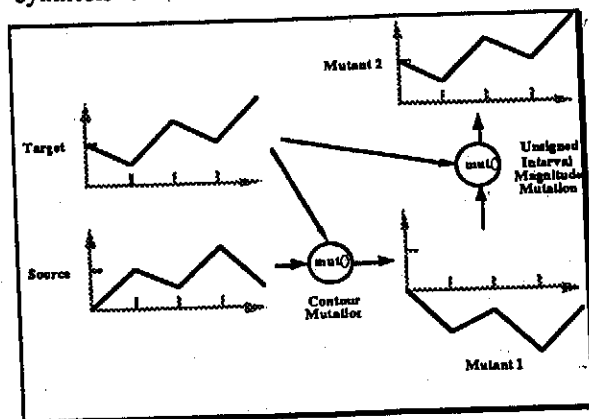 Mutant 2
Target
mut()
Unsigned
Interval
Magnitude
Mutation
Source
mut()
Contour
Mutation
Mutant 1